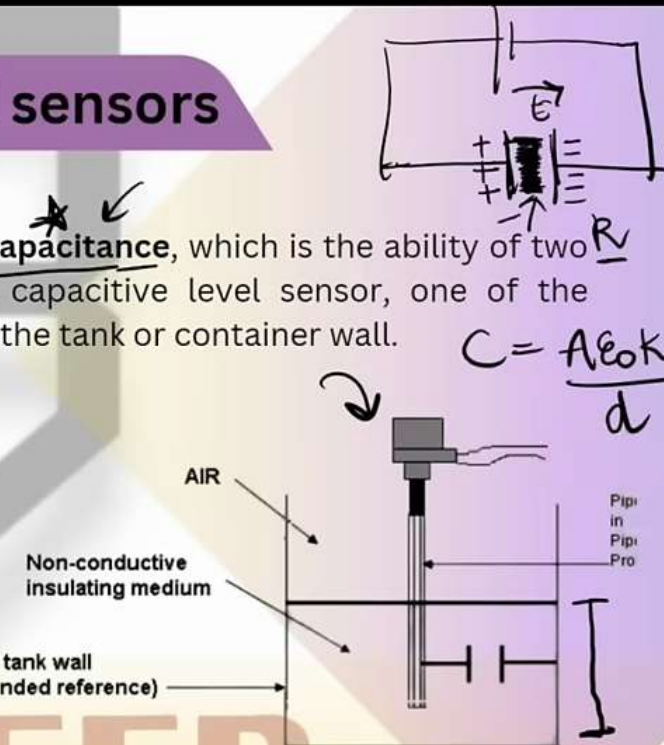 sensors
apacitance, which is the ability of two
capacitive level sensor, one of the
the tank or container wall.
+ + +
E
R
C = Aε₀K
d
AIR
Non-conductive
insulating medium
tank wall
nded reference)
Pip
in
Pip
Pro